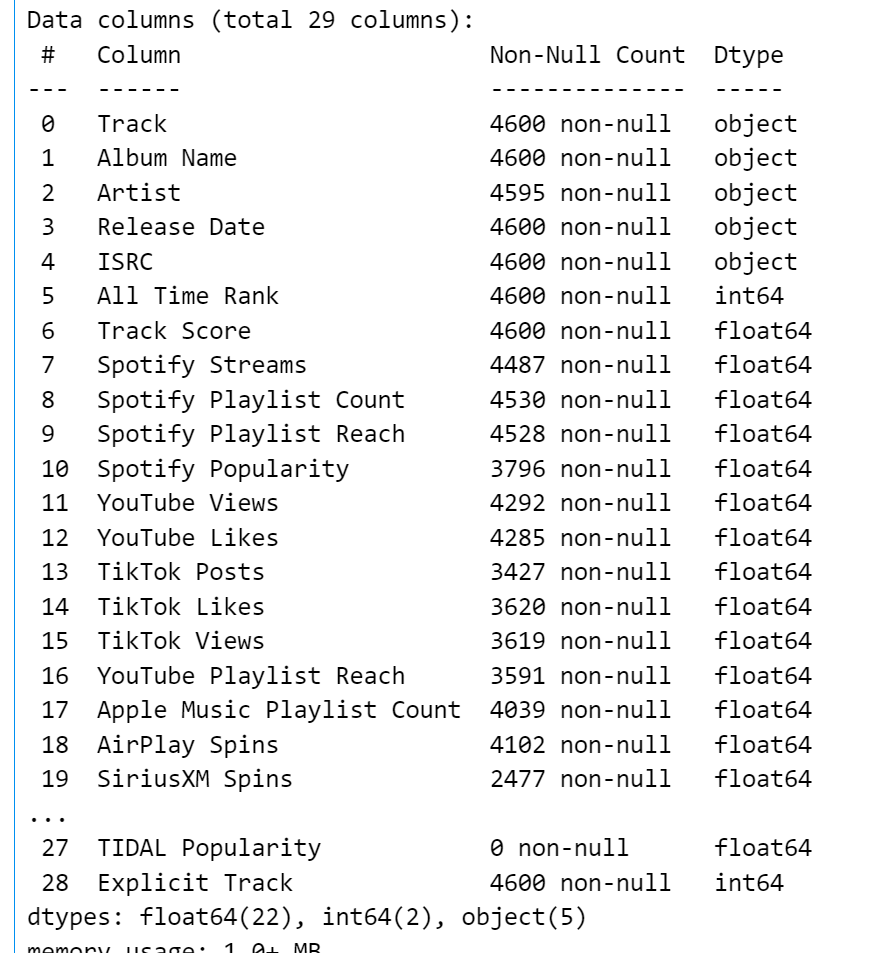 Data columns (total 29 columns):
 #   Column                      Non-Null Count  Dtype
---  ------                      --------------  -----
 0   Track                       4600 non-null   object
 1   Album Name                  4600 non-null   object
 2   Artist                      4595 non-null   object
 3   Release Date                4600 non-null   object
 4   ISRC                        4600 non-null   object
 5   All Time Rank               4600 non-null   int64
 6   Track Score                 4600 non-null   float64
 7   Spotify Streams             4487 non-null   float64
 8   Spotify Playlist Count      4530 non-null   float64
 9   Spotify Playlist Reach      4528 non-null   float64
 10  Spotify Popularity          3796 non-null   float64
 11  YouTube Views               4292 non-null   float64
 12  YouTube Likes               4285 non-null   float64
 13  TikTok Posts                3427 non-null   float64
 14  TikTok Likes                3620 non-null   float64
 15  TikTok Views                3619 non-null   float64
 16  YouTube Playlist Reach      3591 non-null   float64
 17  Apple Music Playlist Count  4039 non-null   float64
 18  AirPlay Spins               4102 non-null   float64
 19  SiriusXM Spins              2477 non-null   float64
...
 27  TIDAL Popularity            0 non-null      float64
 28  Explicit Track              4600 non-null   int64
dtypes: float64(22), int64(2), object(5)
memory usage: 1.0+ MB